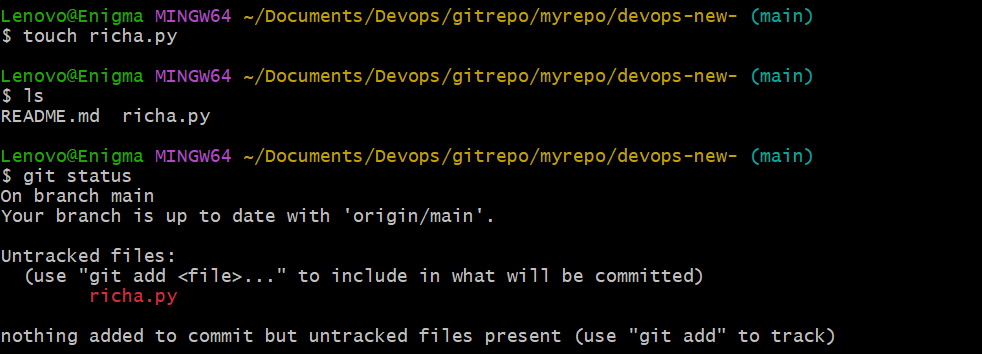 Lenovo@Enigma MINGW64 ~/Documents/Devops/gitrepo/myrepo/devops-new- (main)
$ touch richa.py
Lenovo@Enigma MINGW64 ~/Documents/Devops/gitrepo/myrepo/devops-new- (main)
$ ls
README.md  richa.py
Lenovo@Enigma MINGW64 ~/Documents/Devops/gitrepo/myrepo/devops-new- (main)
$ git status
On branch main
Your branch is up to date with 'origin/main'.
Untracked files:
  (use "git add <file>..." to include in what will be committed)
        richa.py
nothing added to commit but untracked files present (use "git add" to track)